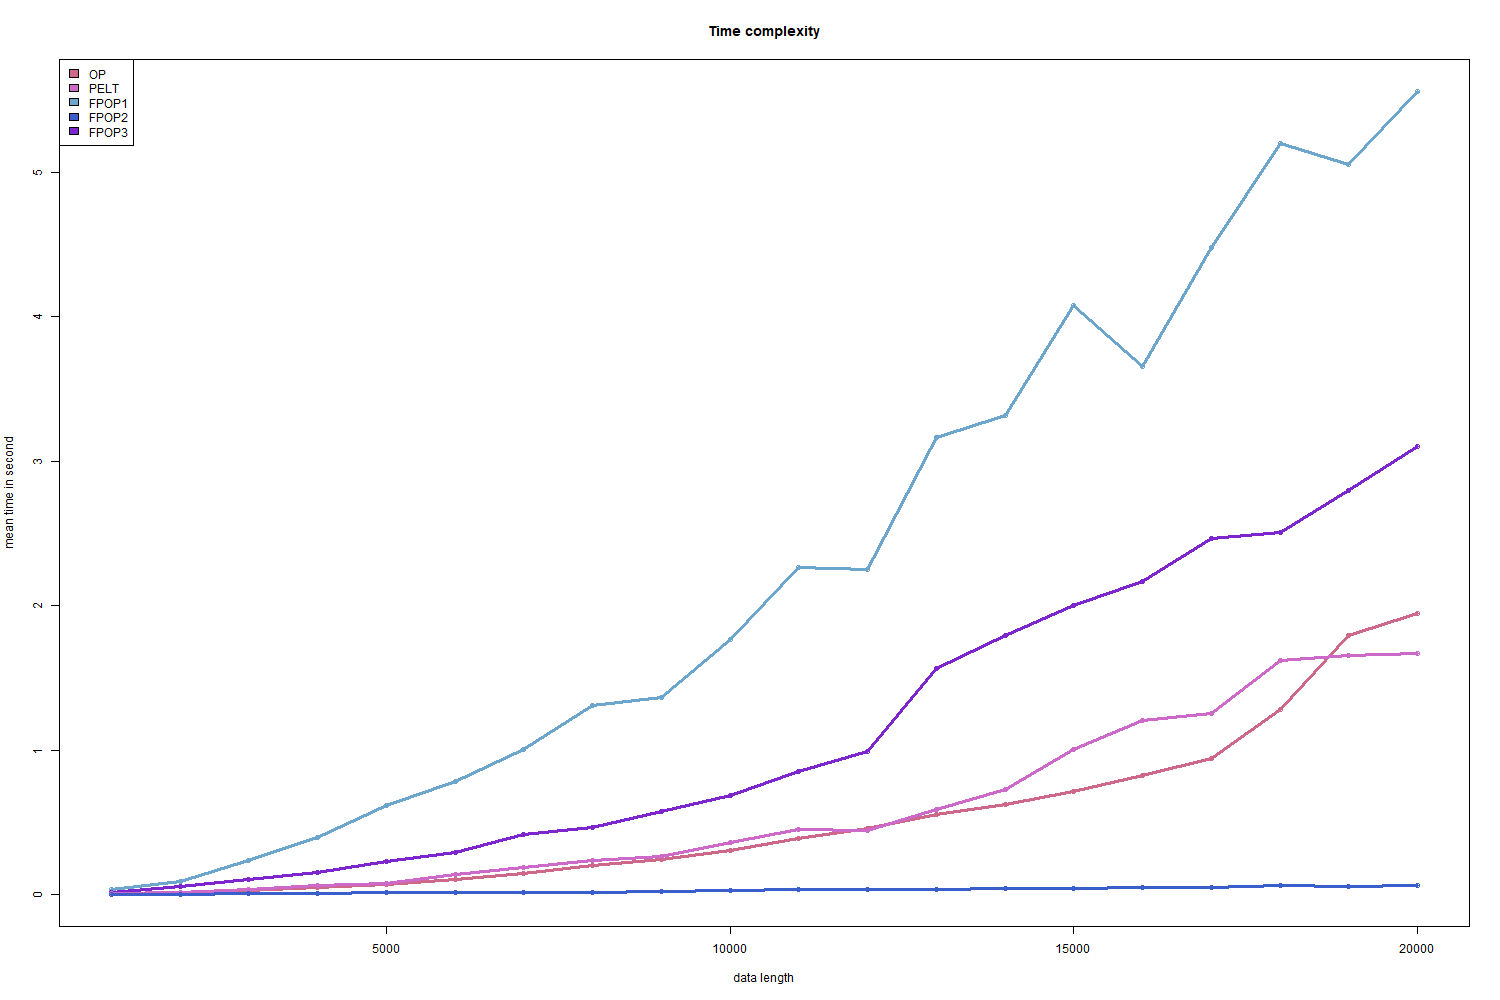 Time complexity
OP
PELT
FPOP1
FPOP2
FPOP3
mean time in second
5
4
3
2
1
0
5000
10000
15000
20000
data length